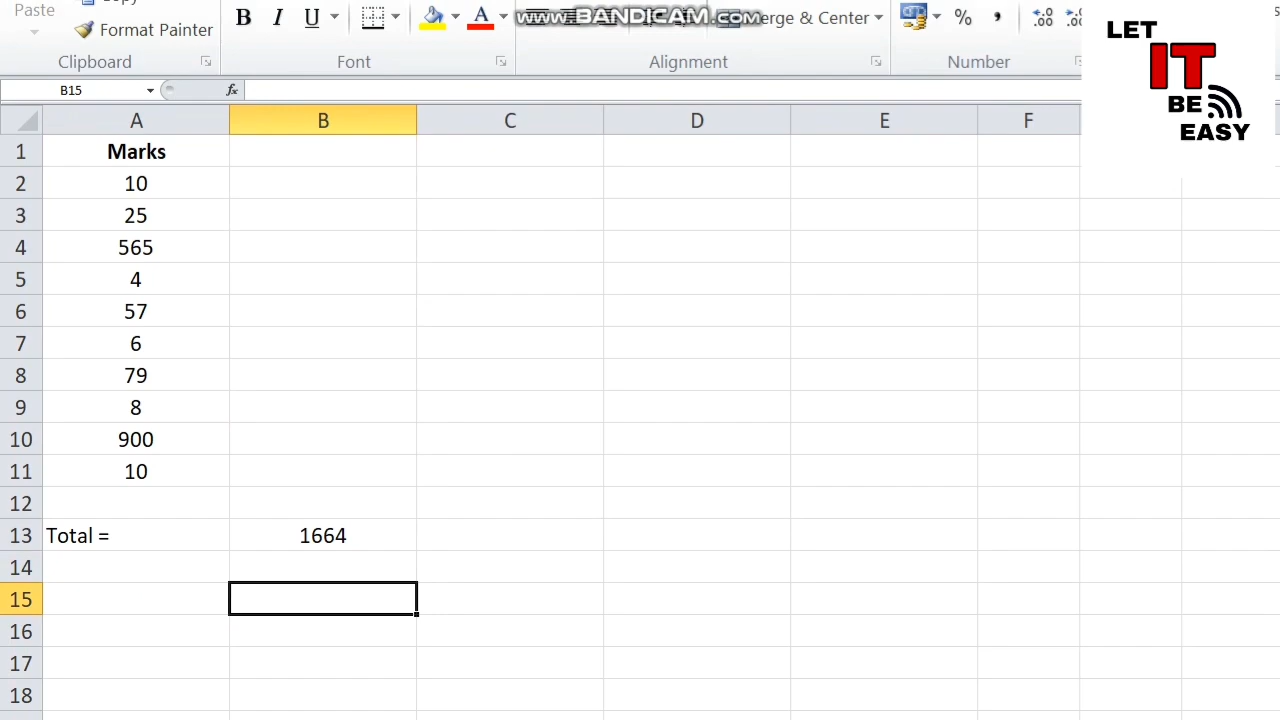 Paste
Copy
Format Painter
B I U
A
www.BANDICAM.com
Merge & Center
%
,
Clipboard
Font
Alignment
Number
LET
IT
BE
EASY
B15
fx
A B C D E F
1 Marks
2 10
3 25
4 565
5 4
6 57
7 6
8 79
9 8
10 900
11 10
12
13 Total = 1664
14
15
16
17
18